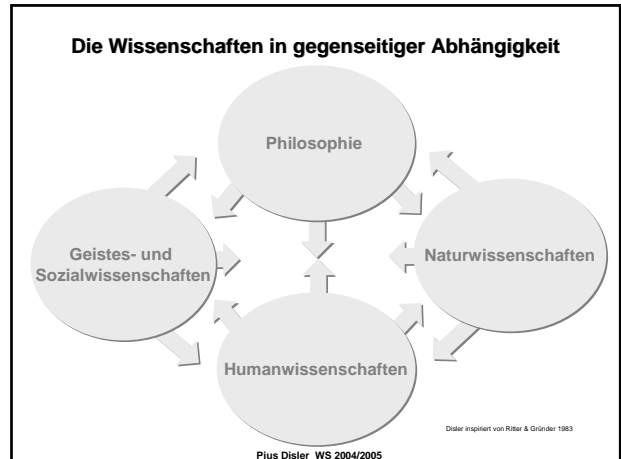 Die Wissenschaften in gegenseitiger Abhängigkeit
Philosophie
Geistes- und
Sozialwissenschaften
Naturwissenschaften
Humanwissenschaften
Disler inspiriert von Ritter & Gründer 1983
Pius Disler WS 2004/2005